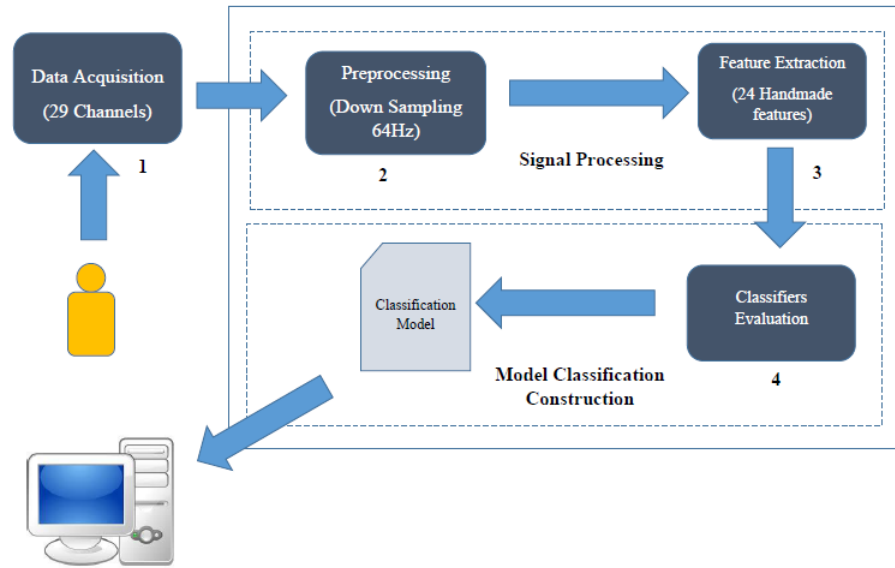 Data Acquisition
(29 Channels)
1
Preprocessing
(Down Sampling
64Hz)
2
Signal Processing
Feature Extraction
(24 Handmade
features)
3
Classifiers
Evaluation
4
Classification
Model
Model Classification
Construction